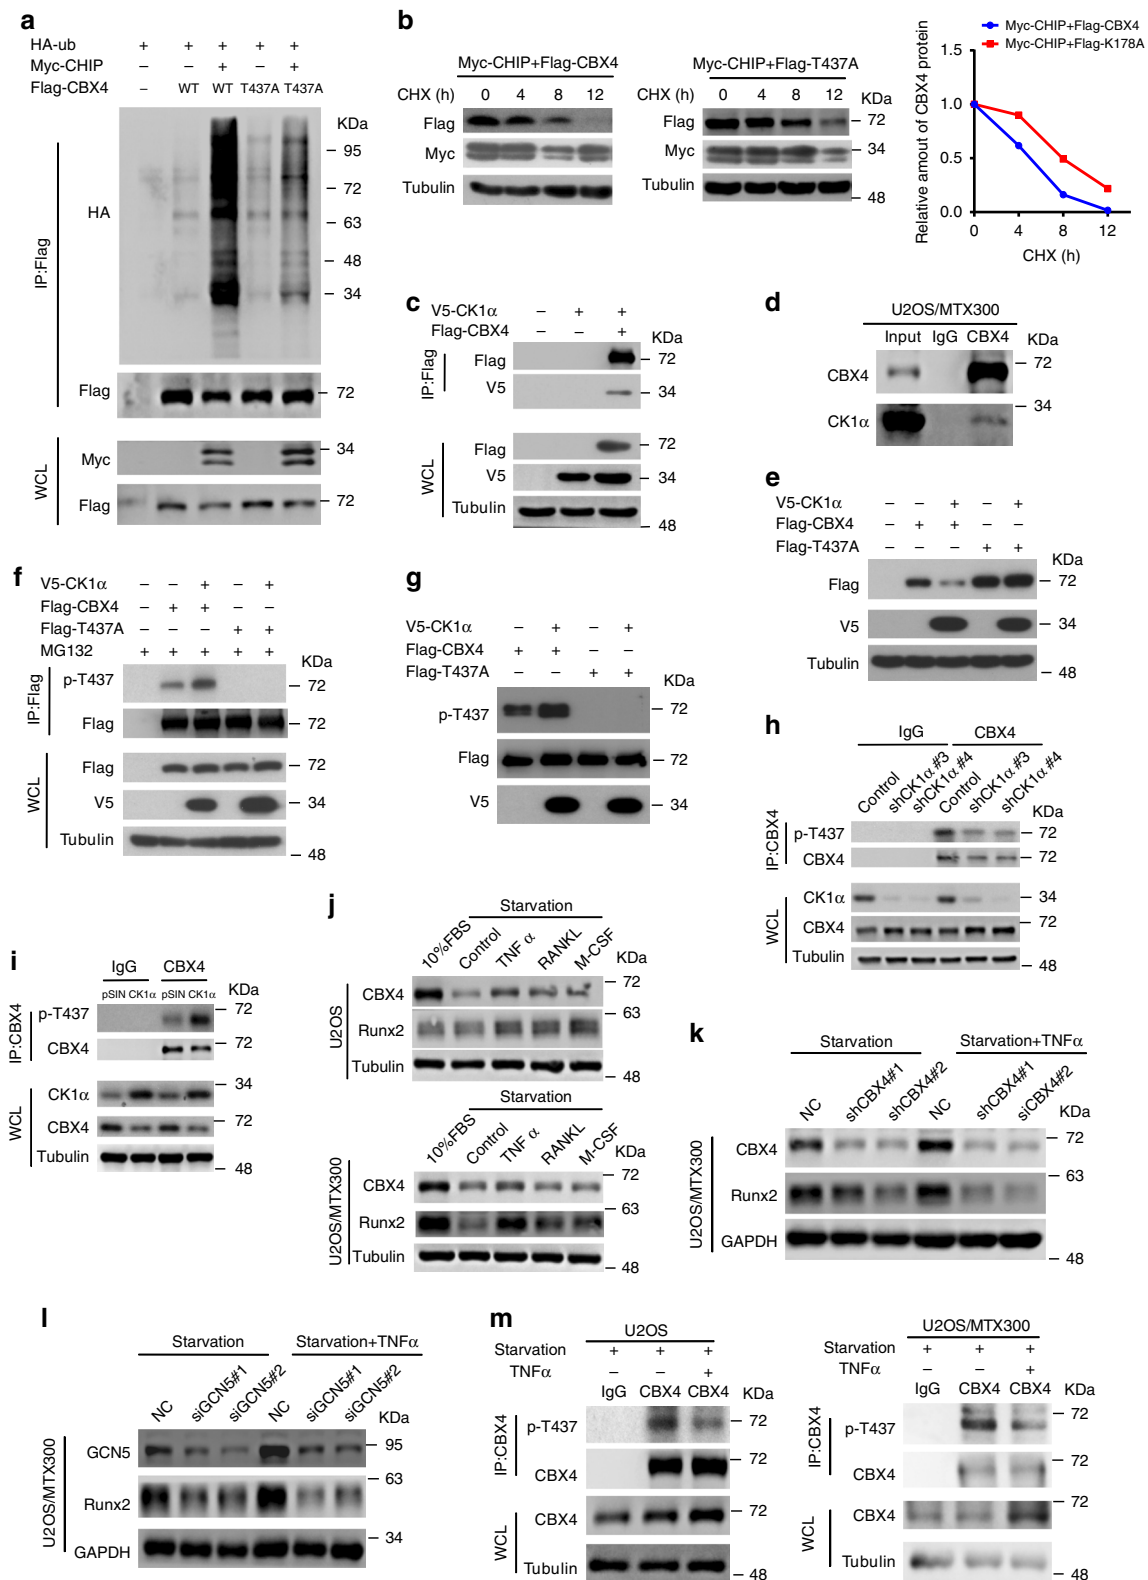 a
HA-ub + + + + +
Myc-CHIP – – + – +
Flag-CBX4 – WT WT T437A T437A
KDa
IP:Flag
HA
95
72
63
48
34
Flag
72
WCL
Myc
34
Flag
72
b
Myc-CHIP+Flag-CBX4
CHX (h) 0 4 8 12
Flag
Myc
Tubulin
Myc-CHIP+Flag-T437A
CHX (h) 0 4 8 12 KDa
Flag 72
Myc 34
Tubulin
48
Myc-CHIP+Flag-CBX4
Myc-CHIP+Flag-K178A
Relative amout of CBX4 protein
1.5
1.0
0.5
0.0
0 4 8 12
CHX (h)
c
V5-CK1α – + +
Flag-CBX4 – – +
KDa
IP:Flag
Flag 72
V5 34
WCL
Flag 72
V5 34
Tubulin
48
d
U2OS/MTX300
Input IgG CBX4 KDa
CBX4 72
CK1α 34
e
V5-CK1α – – + – +
Flag-CBX4 – + + – –
Flag-T437A – – – + +
KDa
Flag 72
V5 34
Tubulin
48
f
V5-CK1α – – + – +
Flag-CBX4 – + + – –
Flag-T437A – – – + +
MG132 + + + + +
KDa
IP:Flag
p-T437 72
Flag 72
WCL
Flag 72
V5 34
Tubulin
48
g
V5-CK1α – + – +
Flag-CBX4 + + – –
Flag-T437A – – + +
KDa
p-T437 72
Flag 72
V5 34
h
IgG CBX4
Control shCK1α#3 shCK1α#4 Control shCK1α#3 shCK1α#4
KDa
IP:CBX4
p-T437 72
CBX4 72
WCL
CK1α 34
CBX4 72
Tubulin
48
i
IgG CBX4
pSIN CK1α pSIN CK1α KDa
IP:CBX4
p-T437 72
CBX4 72
WCL
CK1α 34
CBX4 72
Tubulin
48
j
Starvation
10%FBS Control TNF α RANKL M-CSF
KDa
U2OS
CBX4 72
Runx2 63
Tubulin
48
Starvation
10%FBS Control TNF α RANKL M-CSF
KDa
U2OS/MTX300
CBX4 72
Runx2 63
Tubulin
48
k
Starvation Starvation+TNFα
NC shCBX4#1 shCBX4#2 NC shCBX4#1 siCBX4#2
KDa
U2OS/MTX300
CBX4 72
Runx2 63
GAPDH
48
l
Starvation Starvation+TNFα
NC siGCN5#1 siGCN5#2 NC siGCN5#1 siGCN5#2
KDa
U2OS/MTX300
GCN5 95
Runx2 63
GAPDH 34
m
U2OS
Starvation + + +
TNFα – – +
IgG CBX4 CBX4 KDa
IP:CBX4
p-T437 72
CBX4 72
WCL
CBX4 72
Tubulin
48
U2OS/MTX300
Starvation + + +
TNFα – – +
IgG CBX4 CBX4 KDa
IP:CBX4
p-T437 72
CBX4 72
WCL
CBX4 72
Tubulin
48